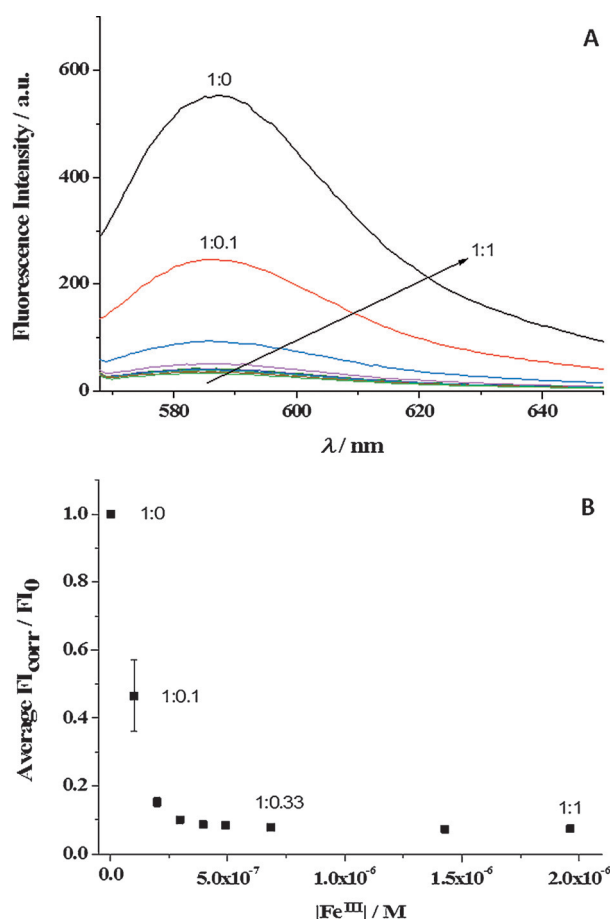 A
Fluorescence Intensity / a.u.
600
400
200
0
1:0
1:0.1
1:1
580
600
620
640
λ / nm
B
Average FI_corr / FI_0
1.0
0.8
0.6
0.4
0.2
0.0
1:0
1:0.1
1:0.33
1:1
0.0
5.0x10⁻⁷
1.0x10⁻⁶
1.5x10⁻⁶
2.0x10⁻⁶
[Feᴵᴵᴵ] / M